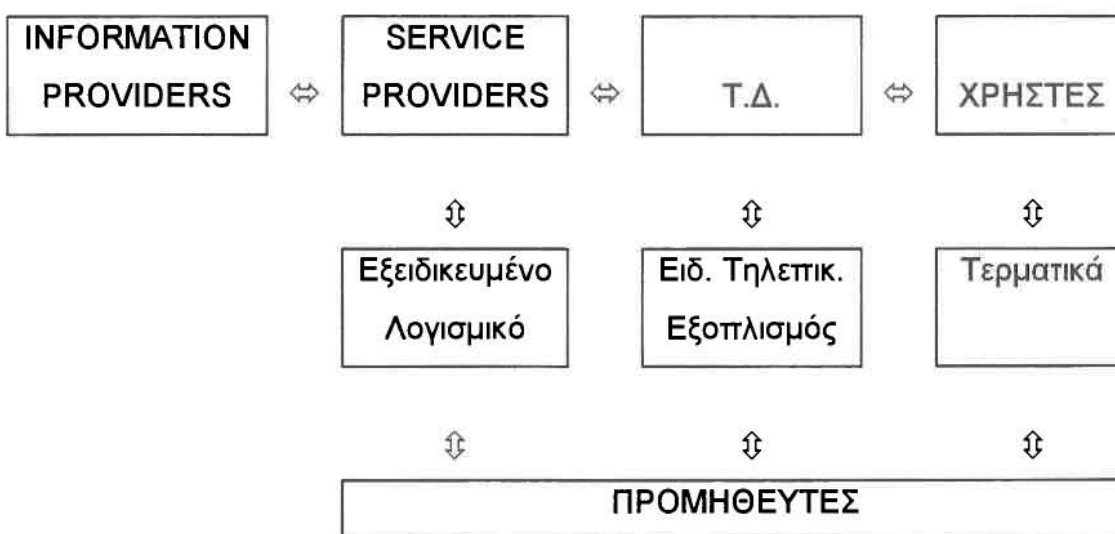 INFORMATION
PROVIDERS
⇔
SERVICE
PROVIDERS
⇔
Τ.Δ.
⇔
ΧΡΗΣΤΕΣ
⇕
⇕
⇕
Εξειδικευμένο
Λογισμικό
Ειδ. Τηλεπικ.
Εξοπλισμός
Τερματικά
⇕
⇕
⇕
ΠΡΟΜΗΘΕΥΤΕΣ